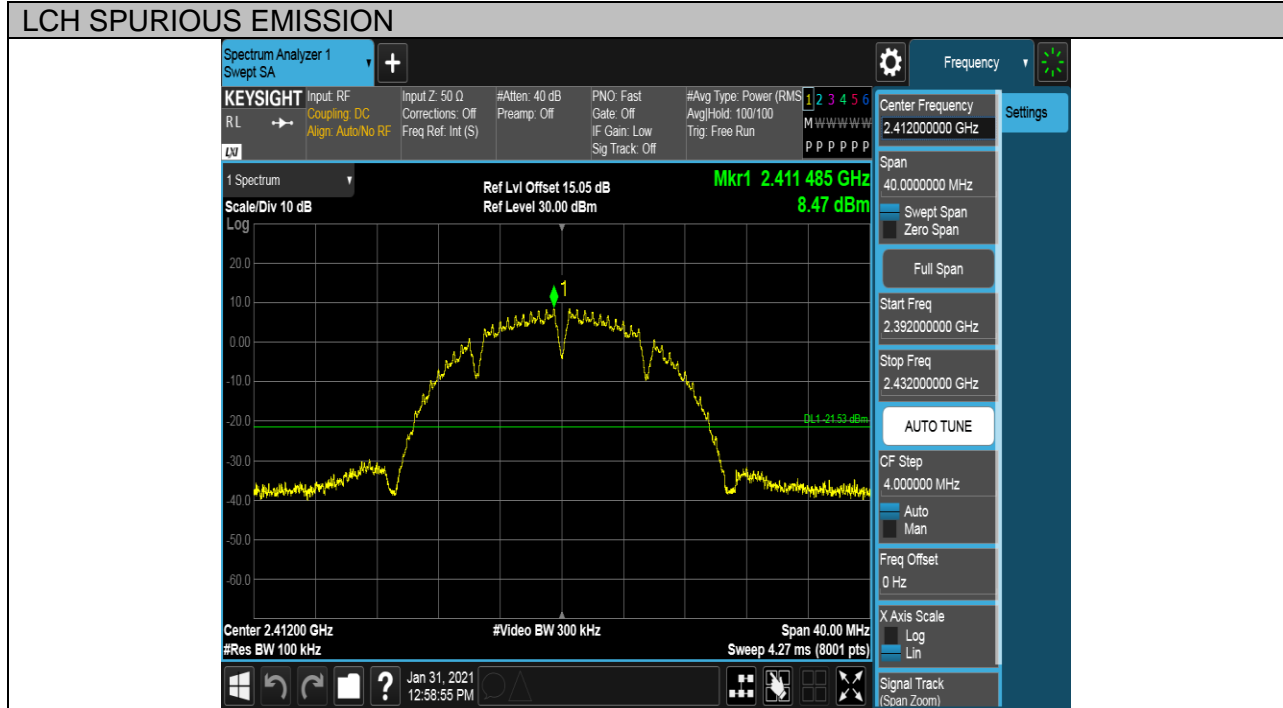 LCH SPURIOUS EMISSION
Spectrum Analyzer 1
Swept SA
+
Frequency
KEYSIGHT
RL
LXI
Input: RF
Coupling: DC
Align: Auto/No RF
Input Z: 50 Ω
Corrections: Off
Freq Ref: Int (S)
#Atten: 40 dB
Preamp: Off
PNO: Fast
Gate: Off
IF Gain: Low
Sig Track: Off
#Avg Type: Power (RMS
Avg|Hold: 100/100
Trig: Free Run
1 2 3 4 5 6
M W W W W W
P P P P P P
1 Spectrum
Scale/Div 10 dB
Log
Ref Lvl Offset 15.05 dB
Ref Level 30.00 dBm
Mkr1 2.411 485 GHz
8.47 dBm
20.0
10.0
0.00
-10.0
-20.0
-30.0
-40.0
-50.0
-60.0
1
DL1 -21.53 dBm
Center 2.41200 GHz
#Res BW 100 kHz
#Video BW 300 kHz
Span 40.00 MHz
Sweep 4.27 ms (8001 pts)
Center Frequency
2.412000000 GHz
Settings
Span
40.0000000 MHz
Swept Span
Zero Span
Full Span
Start Freq
2.392000000 GHz
Stop Freq
2.432000000 GHz
AUTO TUNE
CF Step
4.000000 MHz
Auto
Man
Freq Offset
0 Hz
X Axis Scale
Log
Lin
Signal Track
(Span Zoom)
?
Jan 31, 2021
12:58:55 PM